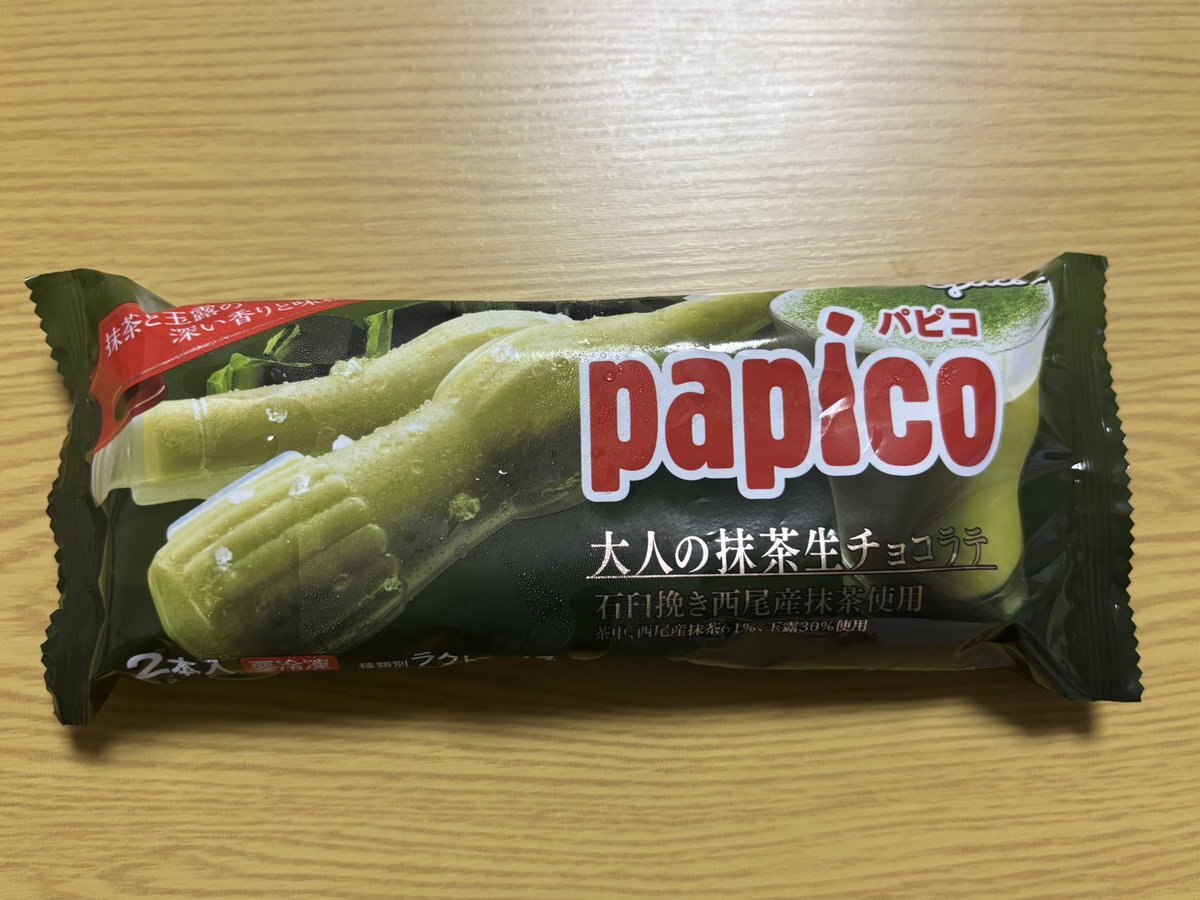 抹茶と玉露の
深い香りと味
Glico
パピコ
papico
大人の抹茶生チョコラテ
石臼挽き西尾産抹茶使用
茶中、西尾産抹茶61%、玉露30%使用
2本入 要冷凍 種類別 ラクト